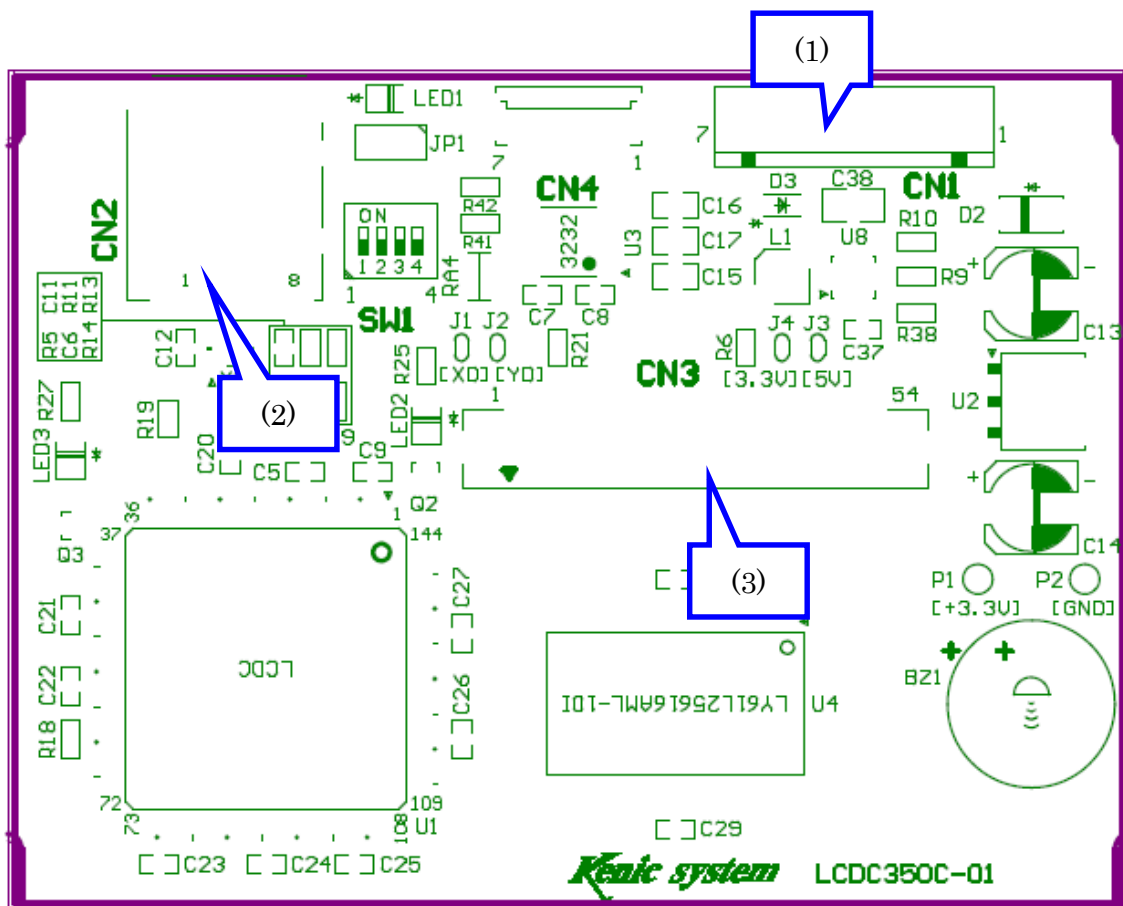 (1)
LED1
JP1
7
1
CN1
7
1
CN4
D3
C38
D2
CN2
R42
R41
C16
C17
C15
U3
3232
L1
U8
R10
R9
R38
C13
ON
1 2 3 4
1
4
RA4
SW1
1
8
C11 R11 R13
R5 C6 R14
C12
J1 J2
[XD] [YD]
C7
C8
R25
R21
R6
J4 J3
[3.3V] [5V]
C37
CN3
1
54
U2
(2)
R27
R19
LED3
LED2
C20
C5
C9
9
Q2
Q3
C14
(3)
P1
[+3.3V]
P2
[GND]
BZ1
36
37
1
144
LCDC
72
73
109
108
U1
C21
C22
R18
C27
C26
LY61L25616AML-10I
U4
C23
C24
C25
C29
Kenic system
LCDC350C-01